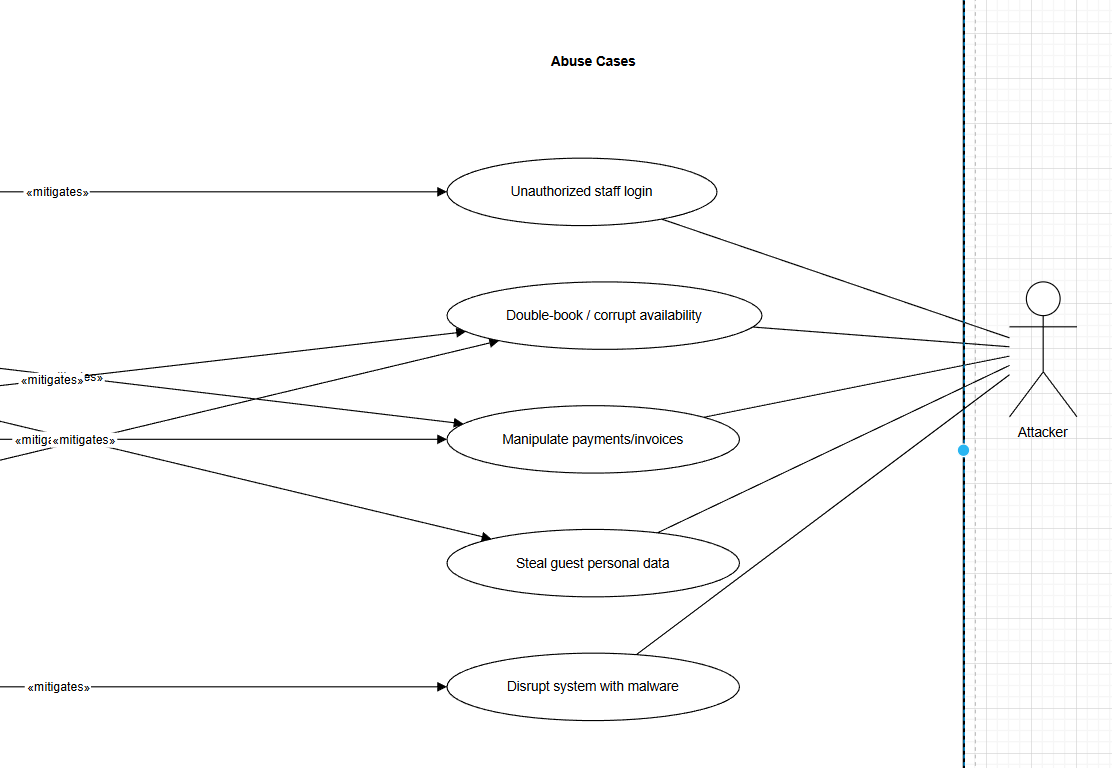 Abuse Cases
«mitigates»
Unauthorized staff login
Double-book / corrupt availability
«mitigates»
«mitigates»
Manipulate payments/invoices
Attacker
Steal guest personal data
«mitigates»
Disrupt system with malware